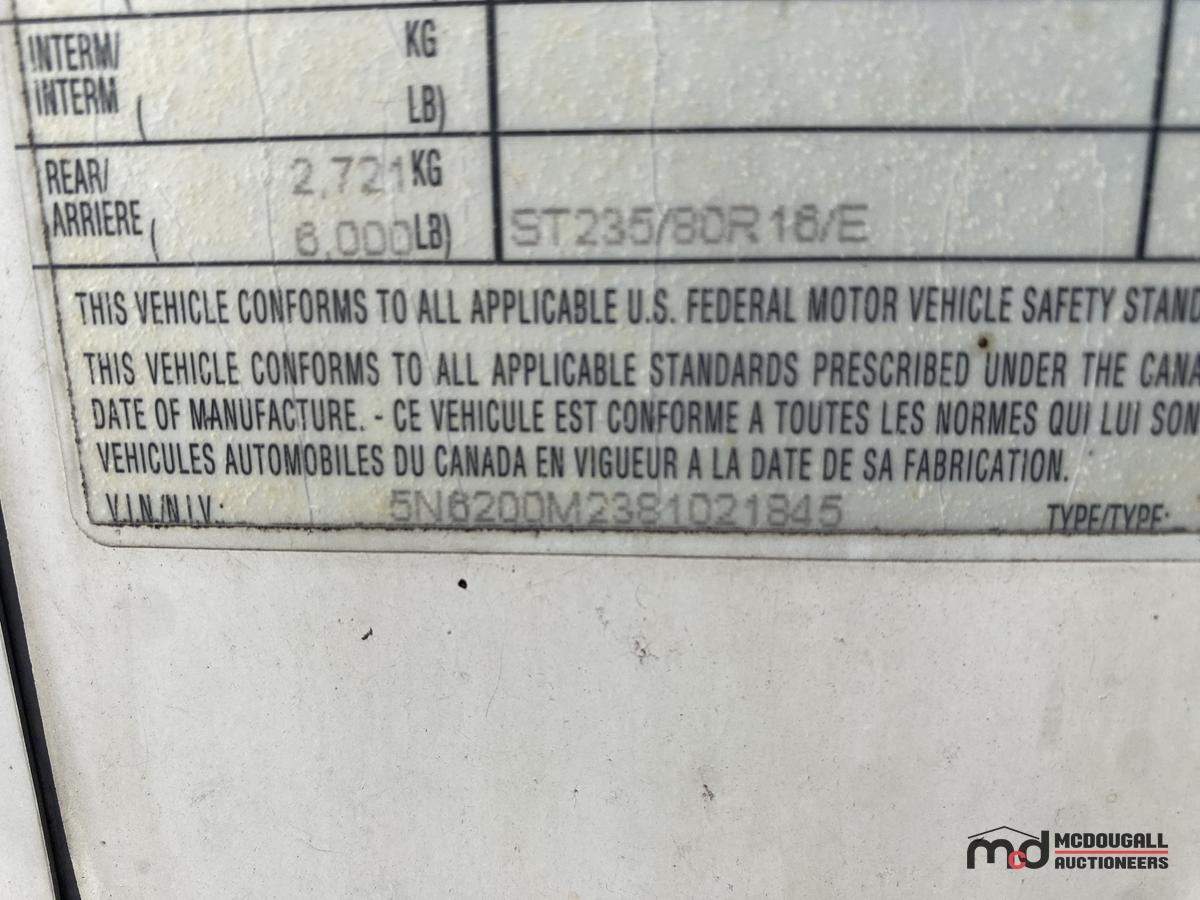 INTERM/ KG
INTERM ( LB)
REAR/ 2,721 KG
ARRIERE ( 6,000 LB) ST235/80R16/E
THIS VEHICLE CONFORMS TO ALL APPLICABLE U.S. FEDERAL MOTOR VEHICLE SAFETY STAND
THIS VEHICLE CONFORMS TO ALL APPLICABLE STANDARDS PRESCRIBED UNDER THE CANA
DATE OF MANUFACTURE. - CE VEHICULE EST CONFORME A TOUTES LES NORMES QUI LUI SON
VEHICULES AUTOMOBILES DU CANADA EN VIGUEUR A LA DATE DE SA FABRICATION.
V.I.N./N.I.V.: 5N6200M2381021845 TYPE/TYPE:
mcd MCDOUGALL
AUCTIONEERS